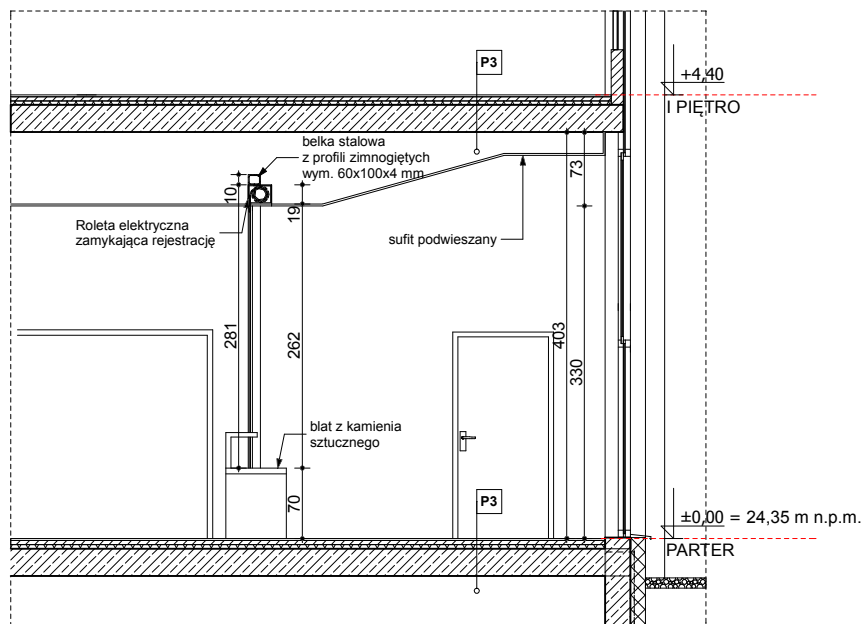 P3
+4,40
I PIĘTRO
belka stalowa
z profili zimnogiętych
wym. 60x100x4 mm
73
10
19
Roleta elektryczna
zamykająca rejestrację
sufit podwieszany
281
262
403
330
blat z kamienia
sztucznego
70
P3
±0,00 = 24,35 m n.p.m.
PARTER